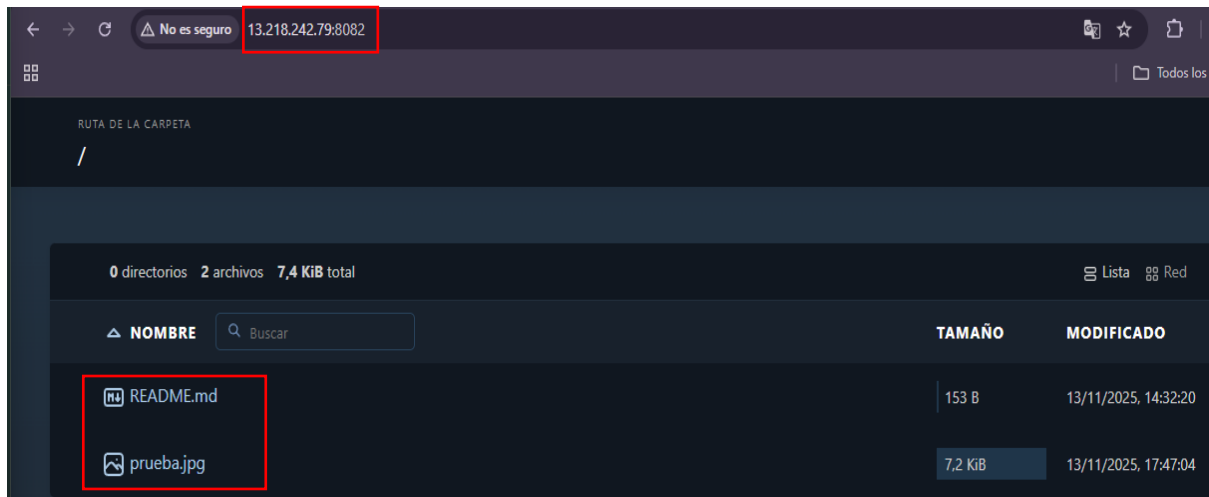 No es seguro 13.218.242.79:8082
Todos los
RUTA DE LA CARPETA
/
0 directorios 2 archivos 7,4 KiB total Lista Red
NOMBRE Buscar TAMAÑO MODIFICADO
README.md 153 B 13/11/2025, 14:32:20
prueba.jpg 7,2 KiB 13/11/2025, 17:47:04